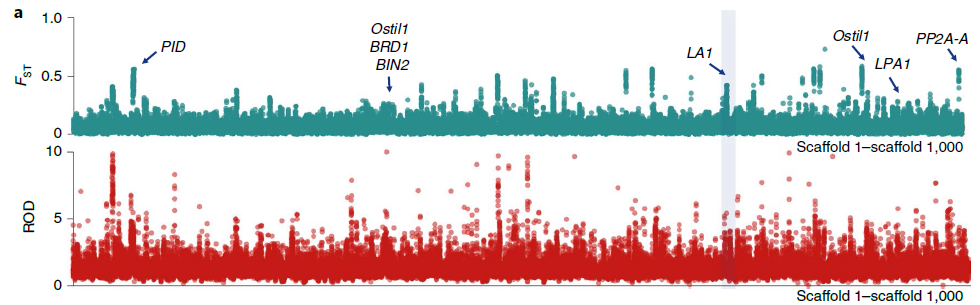 a
1.0
Ostil1
BRD1
BIN2
PID
LA1
Ostil1
PP2A-A
LPA1
0.5
FST
0
Scaffold 1–scaffold 1,000
10
ROD
5
0
Scaffold 1–scaffold 1,000